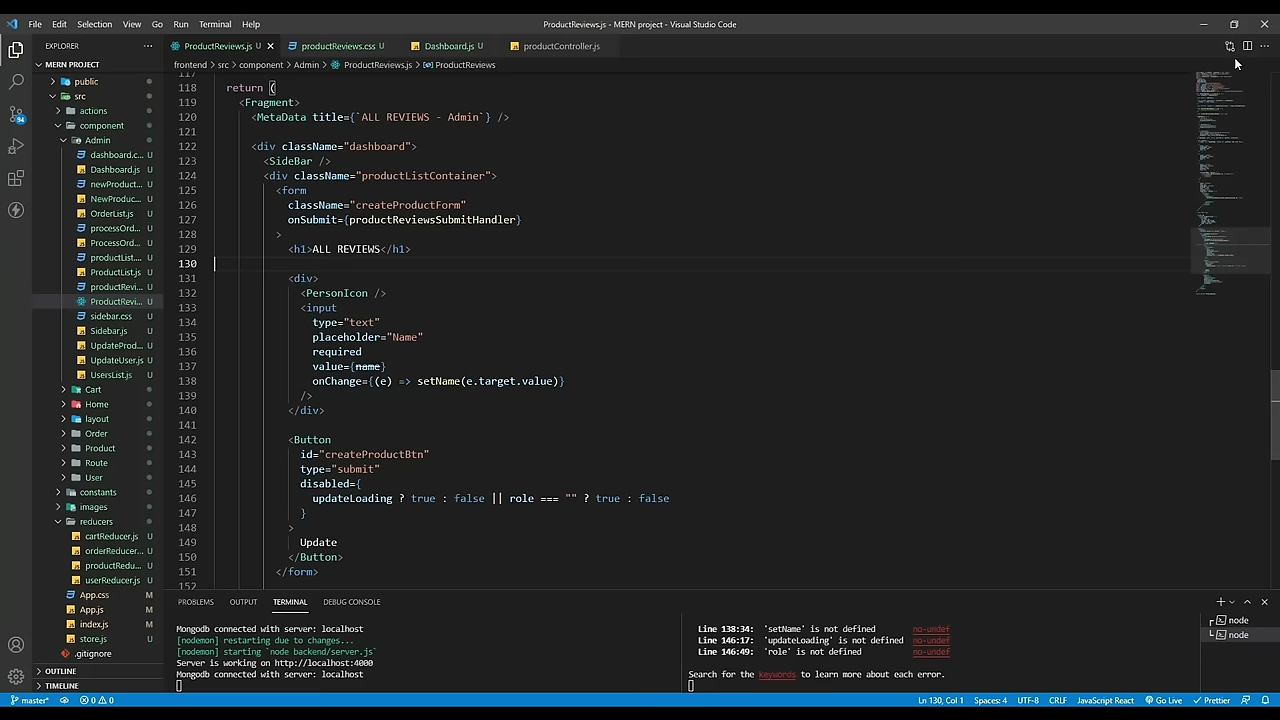 File Edit Selection View Go Run Terminal Help ProductReviews.js - MERN project - Visual Studio Code
EXPLORER
ProductReviews.js U
productReviews.css U
Dashboard.js U
productController.js
MERN PROJECT
frontend > src > component > Admin > ProductReviews.js > ProductReviews
public
src
actions
component
Admin
dashboard.c... U
Dashboard.js U
newProduct... U
NewProduc... U
OrderList.js U
processOrd... U
ProcessOrd... U
productList.... U
ProductList.js U
productRevi... U
ProductRevi... U
sidebar.css U
Sidebar.js U
UpdateProd... U
UpdateUser.js U
UsersList.js U
Cart
Home
layout
Order
Product
Route
User
constants
images
reducers
cartReducer.js U
orderReducer... U
productRedu... U
userReducer.js U
App.css M
App.js M
index.js M
store.js U
.gitignore
OUTLINE
TIMELINE
117
118 return (
119 <Fragment>
120 <MetaData title={`ALL REVIEWS - Admin`} />
121
122 <div className="dashboard">
123 <SideBar />
124 <div className="productListContainer">
125 <form
126 className="createProductForm"
127 onSubmit={productReviewsSubmitHandler}
128 >
129 <h1>ALL REVIEWS</h1>
130
131 <div>
132 <PersonIcon />
133 <input
134 type="text"
135 placeholder="Name"
136 required
137 value={name}
138 onChange={(e) => setName(e.target.value)}
139 />
140 </div>
141
142 <Button
143 id="createProductBtn"
144 type="submit"
145 disabled={
146 updateLoading ? true : false || role === "" ? true : false
147 }
148 >
149 Update
150 </Button>
151 </form>
152
PROBLEMS OUTPUT TERMINAL DEBUG CONSOLE
Mongodb connected with server: localhost
[nodemon] restarting due to changes...
[nodemon] starting `node backend/server.js`
Server is working on http://localhost:4000
Mongodb connected with server: localhost
Line 138:34: 'setName' is not defined no-undef
Line 146:17: 'updateLoading' is not defined no-undef
Line 146:49: 'role' is not defined no-undef
Search for the keywords to learn more about each error.
node
node
94
master* 0 0 Ln 130, Col 1 Spaces: 4 UTF-8 CRLF JavaScript React Go Live Prettier